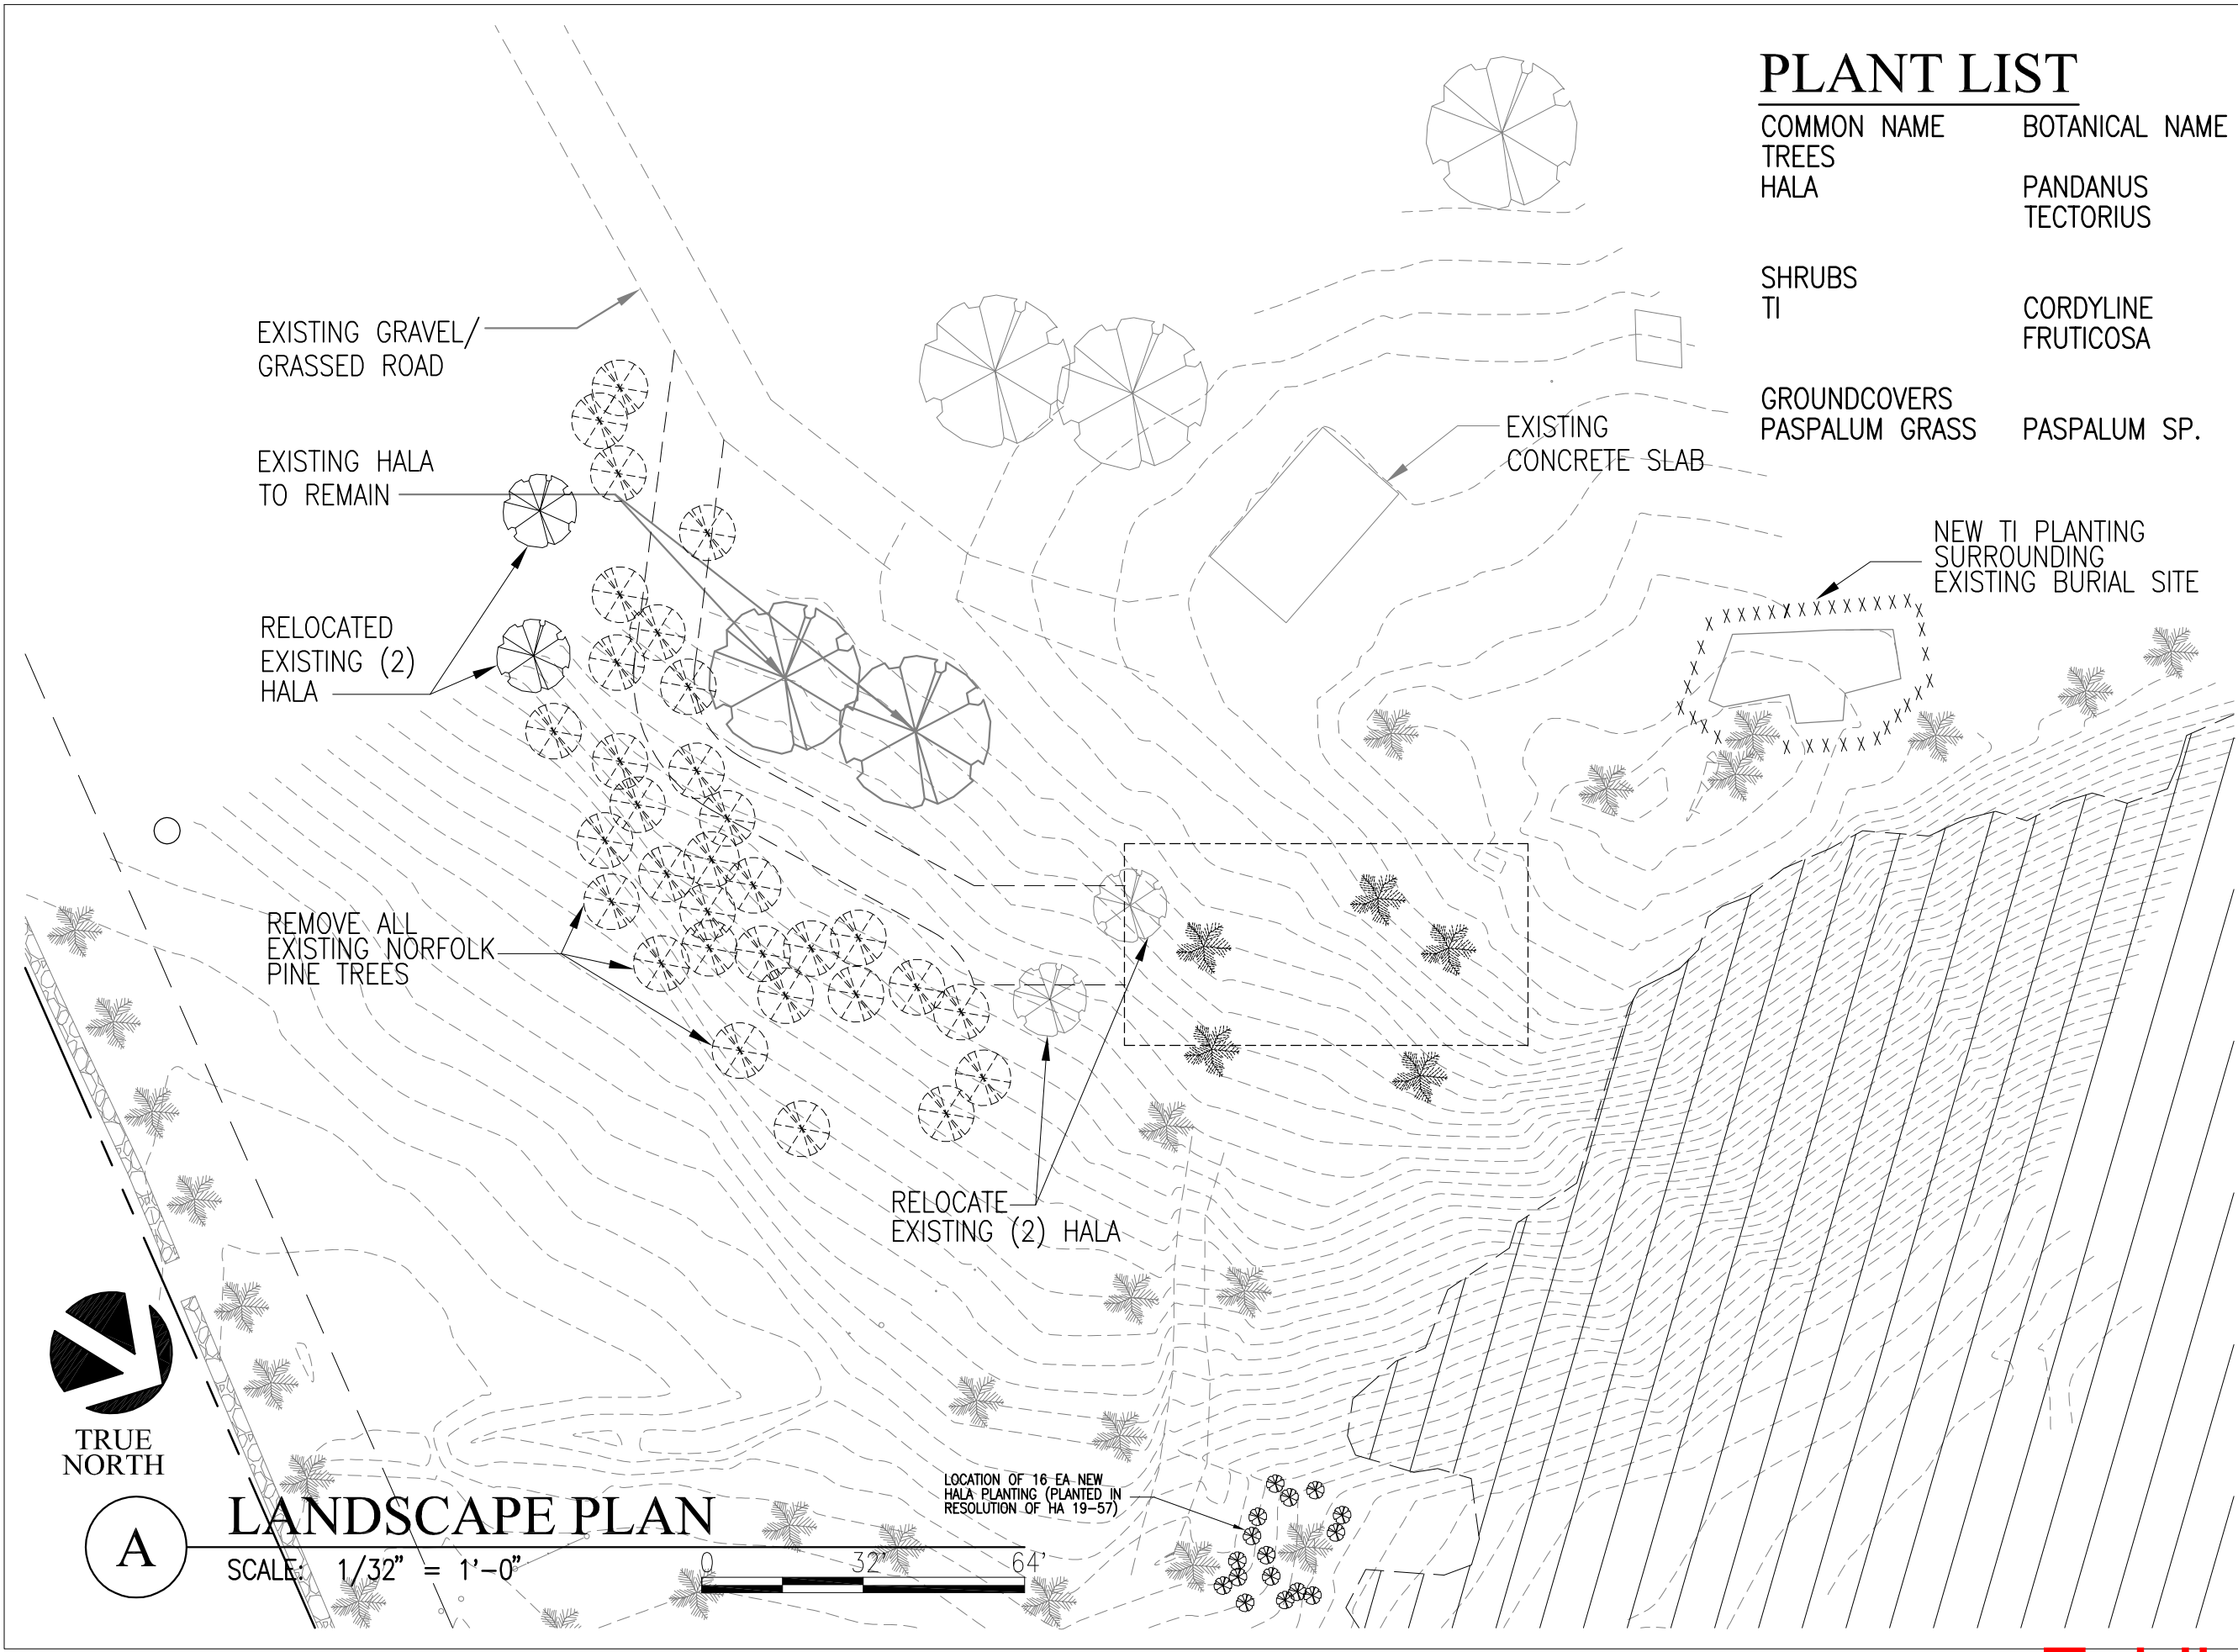 PLANT LIST
COMMON NAME BOTANICAL NAME
TREES
HALA PANDANUS
TECTORIUS
SHRUBS
TI CORDYLINE
FRUTICOSA
GROUNDCOVERS
PASPALUM GRASS PASPALUM SP.
EXISTING GRAVEL/
GRASSED ROAD
EXISTING HALA
TO REMAIN
EXISTING
CONCRETE SLAB
NEW TI PLANTING
SURROUNDING
EXISTING BURIAL SITE
RELOCATED
EXISTING (2)
HALA
REMOVE ALL
EXISTING NORFOLK
PINE TREES
RELOCATE
EXISTING (2) HALA
TRUE
NORTH
LOCATION OF 16 EA NEW
HALA PLANTING (PLANTED IN
RESOLUTION OF HA 19-57)
A
LANDSCAPE PLAN
SCALE: 1/32" = 1'-0"
0 32' 64'